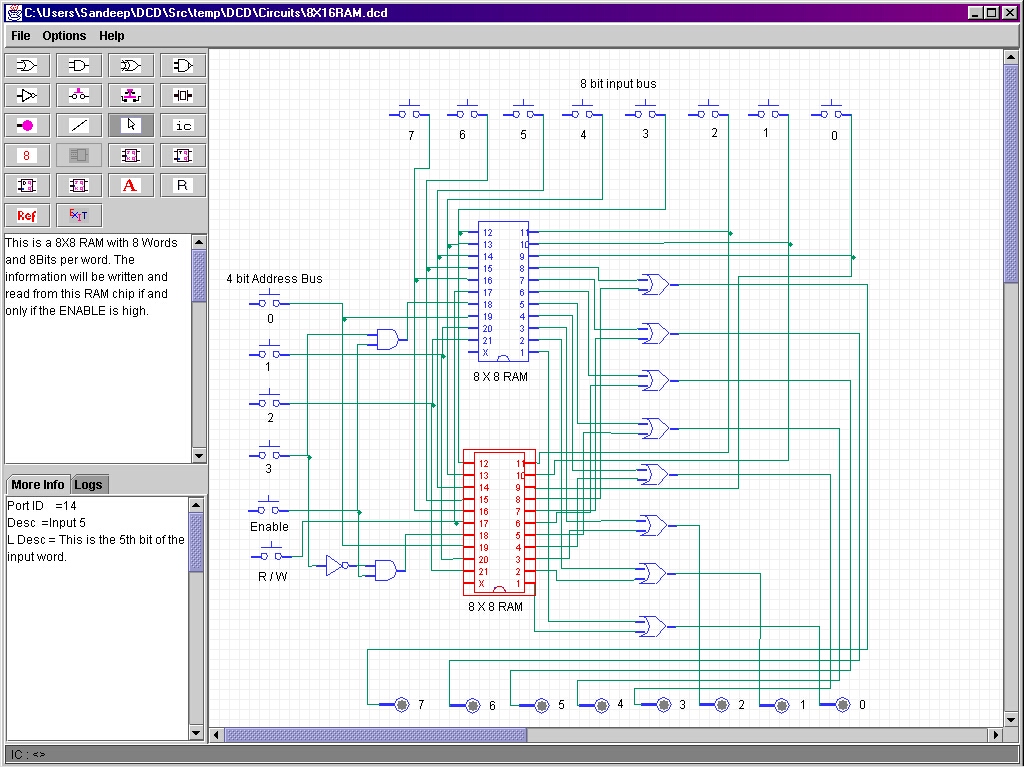 C:\Users\Sandeep\DCD\Src\temp\DCD\Circuits\8X16RAM.dcd
File Options Help
ic
8
A R
Ref EXIT
This is a 8X8 RAM with 8 Words
and 8Bits per word. The
information will be written and
read from this RAM chip if and
only if the ENABLE is high.
More Info Logs
Port ID =14
Desc =Input 5
L Desc = This is the 5th bit of the
input word.
8 bit input bus
7 6 5 4 3 2 1 0
4 bit Address Bus
0
1
2
3
Enable
R / W
12 11
13 10
14 9
15 8
16 7
17 6
18 5
19 4
20 3
21 2
X 1
8 X 8 RAM
12 11
13 10
14 9
15 8
16 7
17 6
18 5
19 4
20 3
21 2
X 1
8 X 8 RAM
7 6 5 4 3 2 1 0
IC : <>